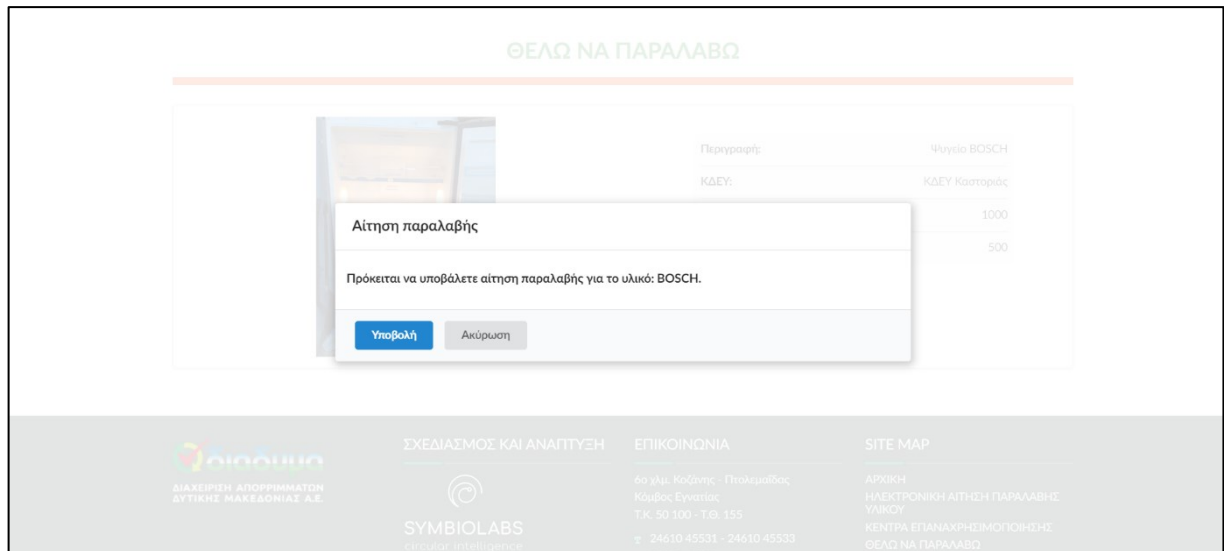 ΘΕΛΩ ΝΑ ΠΑΡΑΛΑΒΩ
Περιγραφή: Ψυγείο BOSCH
ΚΔΕΥ: ΚΔΕΥ Καστοριάς
1000
500
Αίτηση παραλαβής
Πρόκειται να υποβάλετε αίτηση παραλαβής για το υλικό: BOSCH.
Υποβολή Ακύρωση
διαδυμα
ΔΙΑΧΕΙΡΙΣΗ ΑΠΟΡΡΙΜΜΑΤΩΝ
ΔΥΤΙΚΗΣ ΜΑΚΕΔΟΝΙΑΣ Α.Ε.
ΣΧΕΔΙΑΣΜΟΣ ΚΑΙ ΑΝΑΠΤΥΞΗ
SYMBIOLABS
circular intelligence
ΕΠΙΚΟΙΝΩΝΙΑ
6ο χλμ. Κοζάνης - Πτολεμαΐδας
Κόμβος Εγνατίας
Τ.Κ. 50 100 - Τ.Θ. 155
24610 45531 - 24610 45533
SITE MAP
ΑΡΧΙΚΗ
ΗΛΕΚΤΡΟΝΙΚΗ ΑΙΤΗΣΗ ΠΑΡΑΛΑΒΗΣ
ΥΛΙΚΟΥ
ΚΕΝΤΡΑ ΕΠΑΝΑΧΡΗΣΙΜΟΠΟΙΗΣΗΣ
ΘΕΛΩ ΝΑ ΠΑΡΑΛΑΒΩ